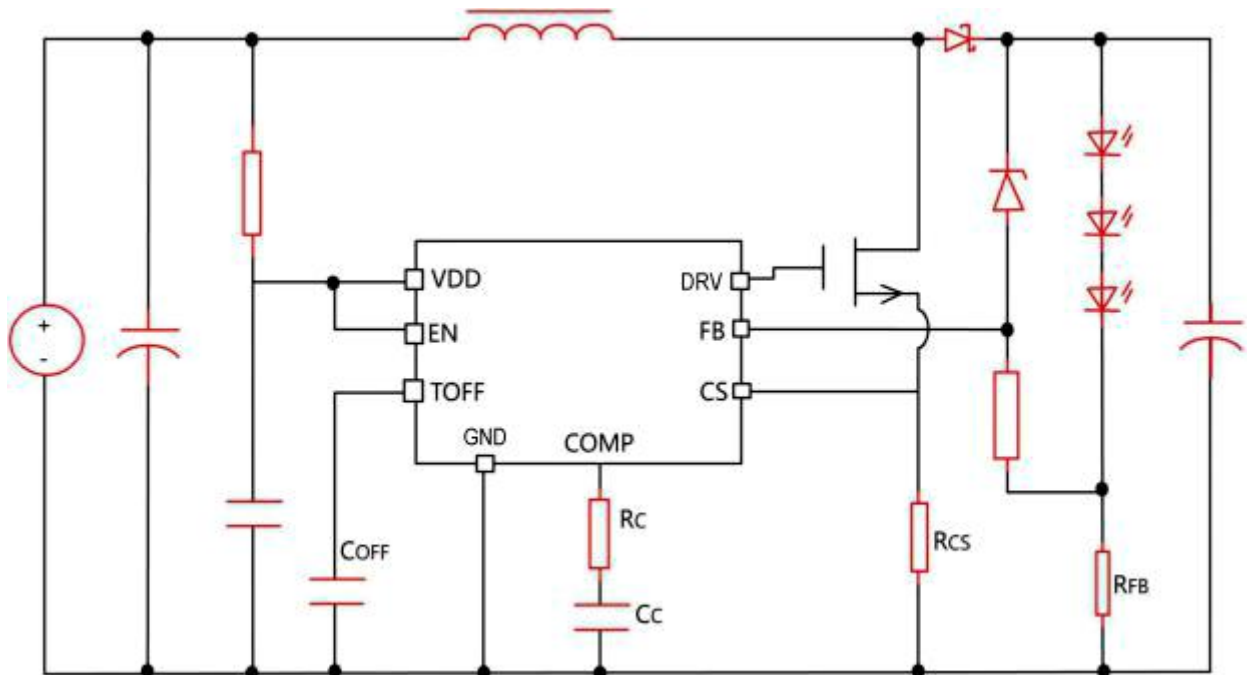 +
-
VDD
DRV
EN
FB
TOFF
CS
GND
COMP
RC
COFF
RCS
RFB
CC